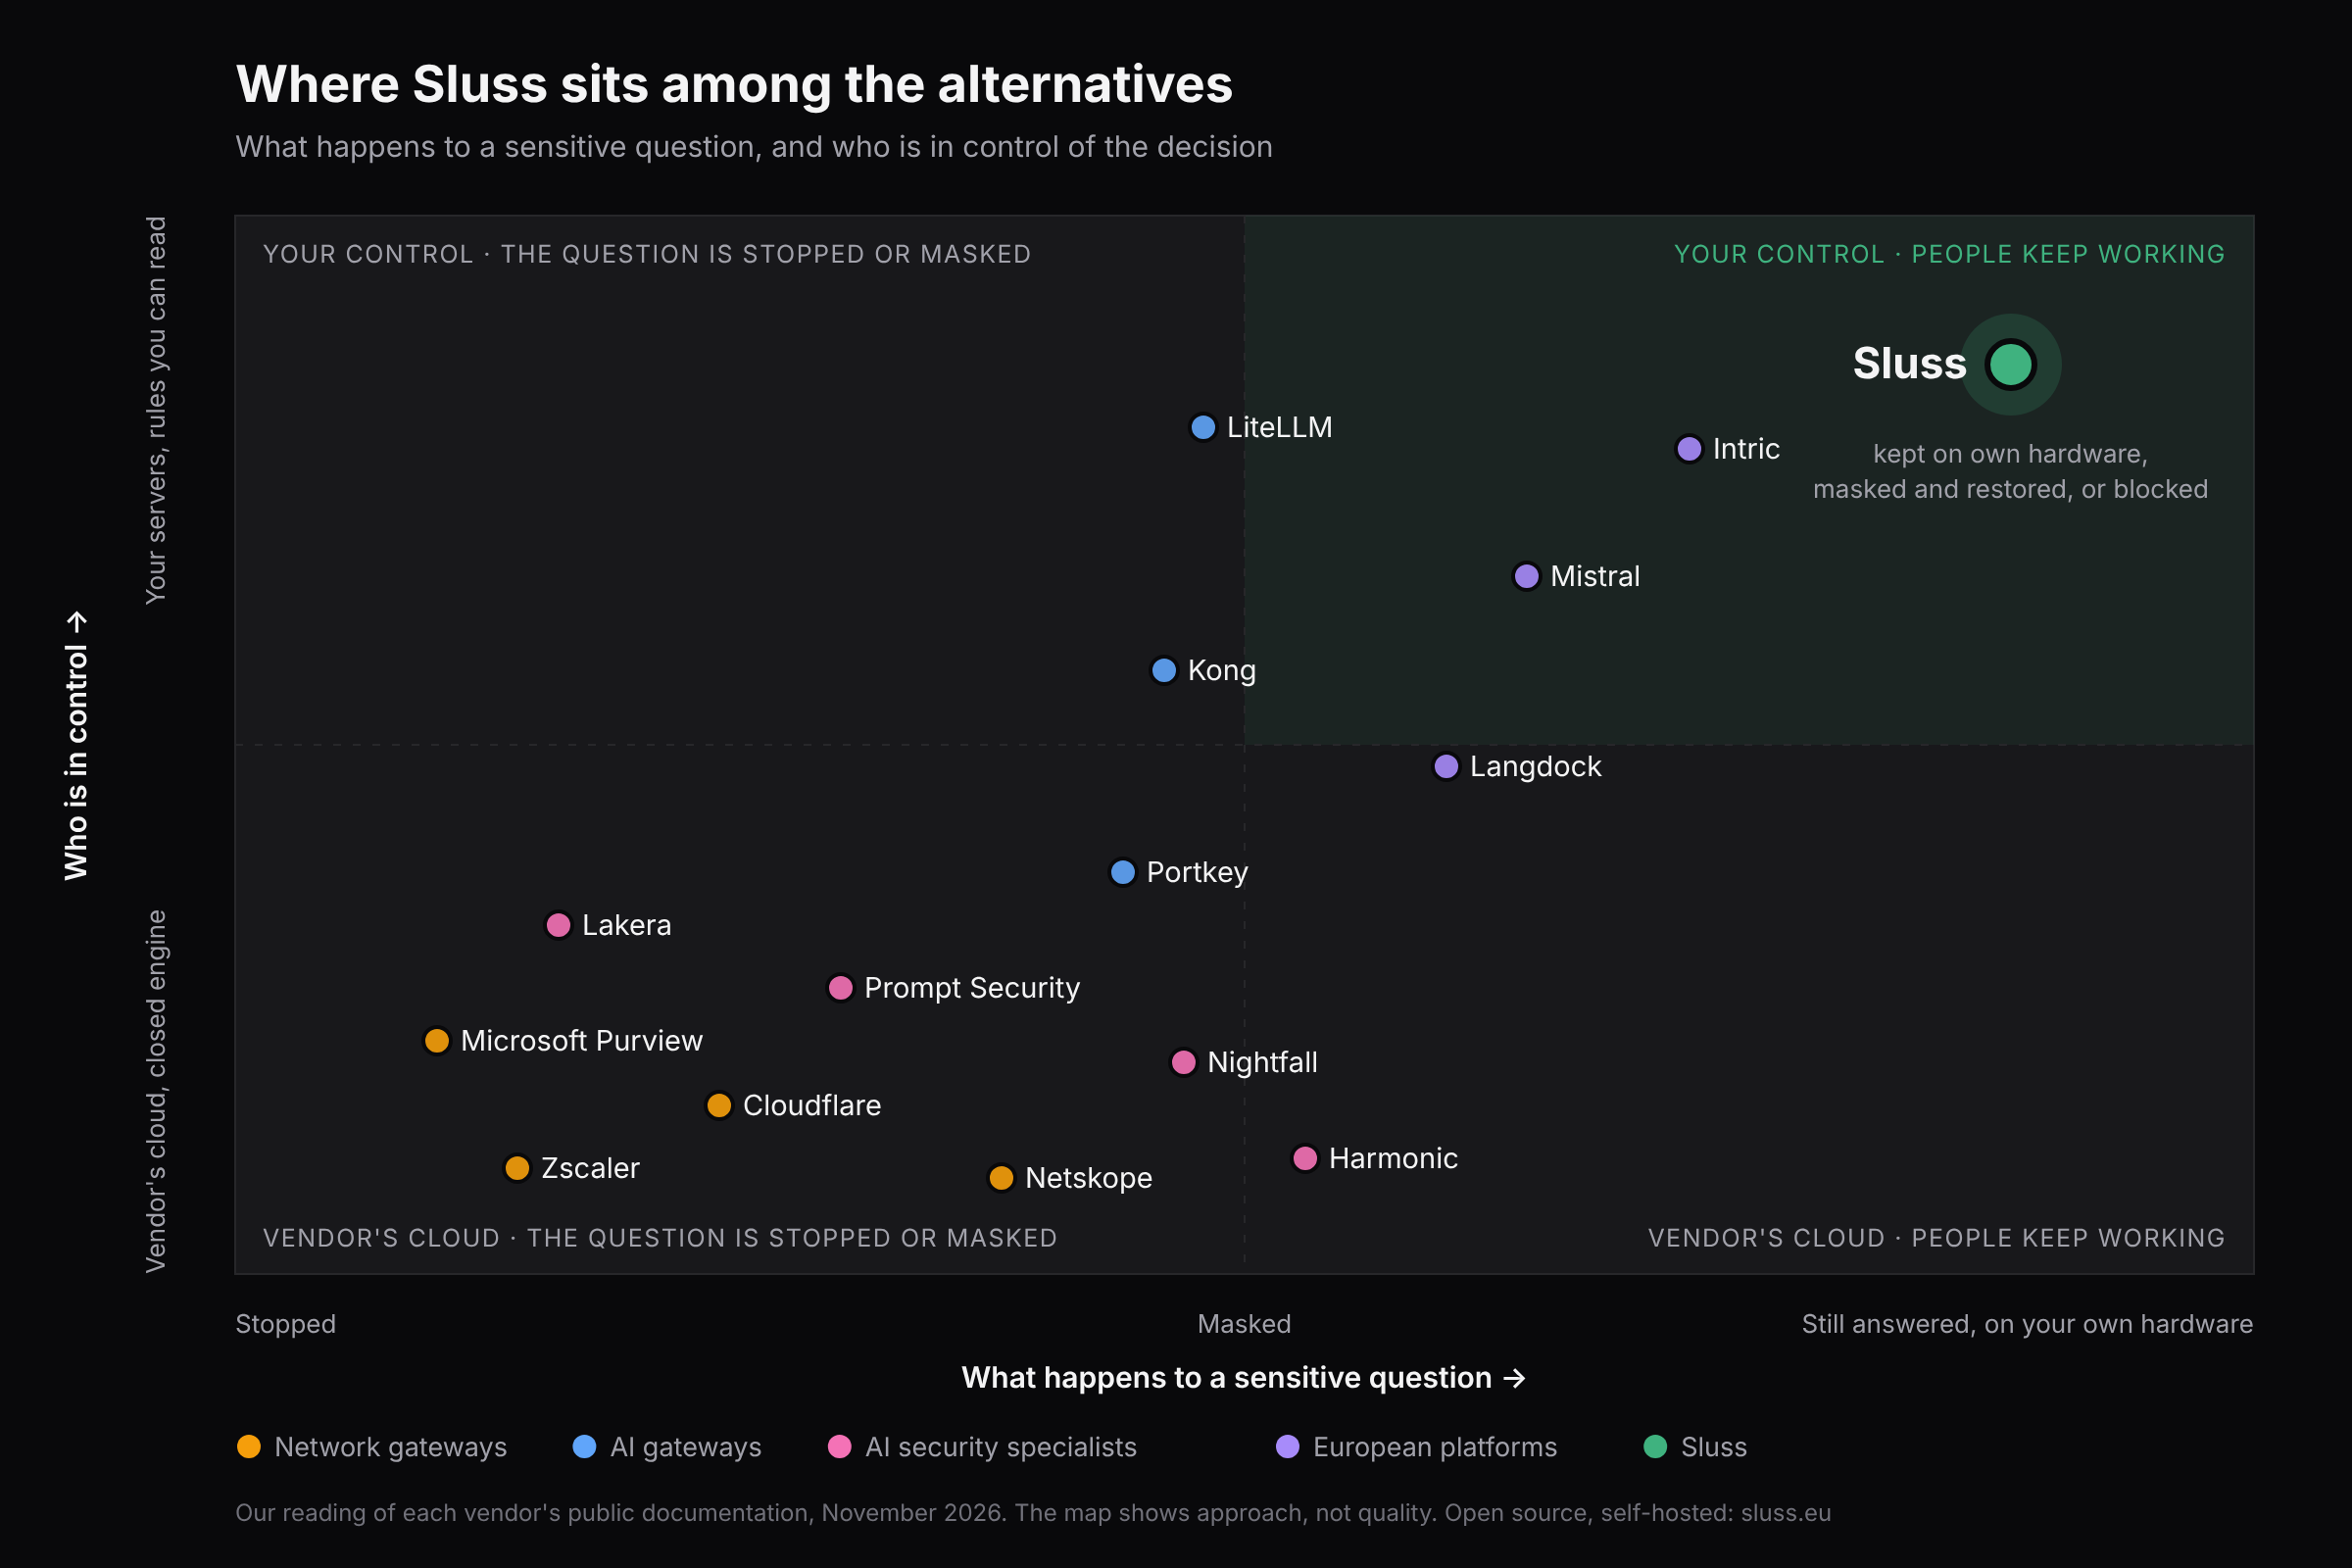 Where Sluss sits among the alternatives
What happens to a sensitive question, and who is in control of the decision
YOUR CONTROL · THE QUESTION IS STOPPED OR MASKED
YOUR CONTROL · PEOPLE KEEP WORKING
Who is in control →
Your servers, rules you can read
Vendor's cloud, closed engine
Sluss
kept on own hardware,
masked and restored, or blocked
LiteLLM
Intric
Mistral
Kong
Langdock
Portkey
Lakera
Prompt Security
Microsoft Purview
Nightfall
Cloudflare
Harmonic
Zscaler
Netskope
VENDOR'S CLOUD · THE QUESTION IS STOPPED OR MASKED
VENDOR'S CLOUD · PEOPLE KEEP WORKING
Stopped
Masked
Still answered, on your own hardware
What happens to a sensitive question →
Network gateways
AI gateways
AI security specialists
European platforms
Sluss
Our reading of each vendor's public documentation, November 2026. The map shows approach, not quality. Open source, self-hosted: sluss.eu